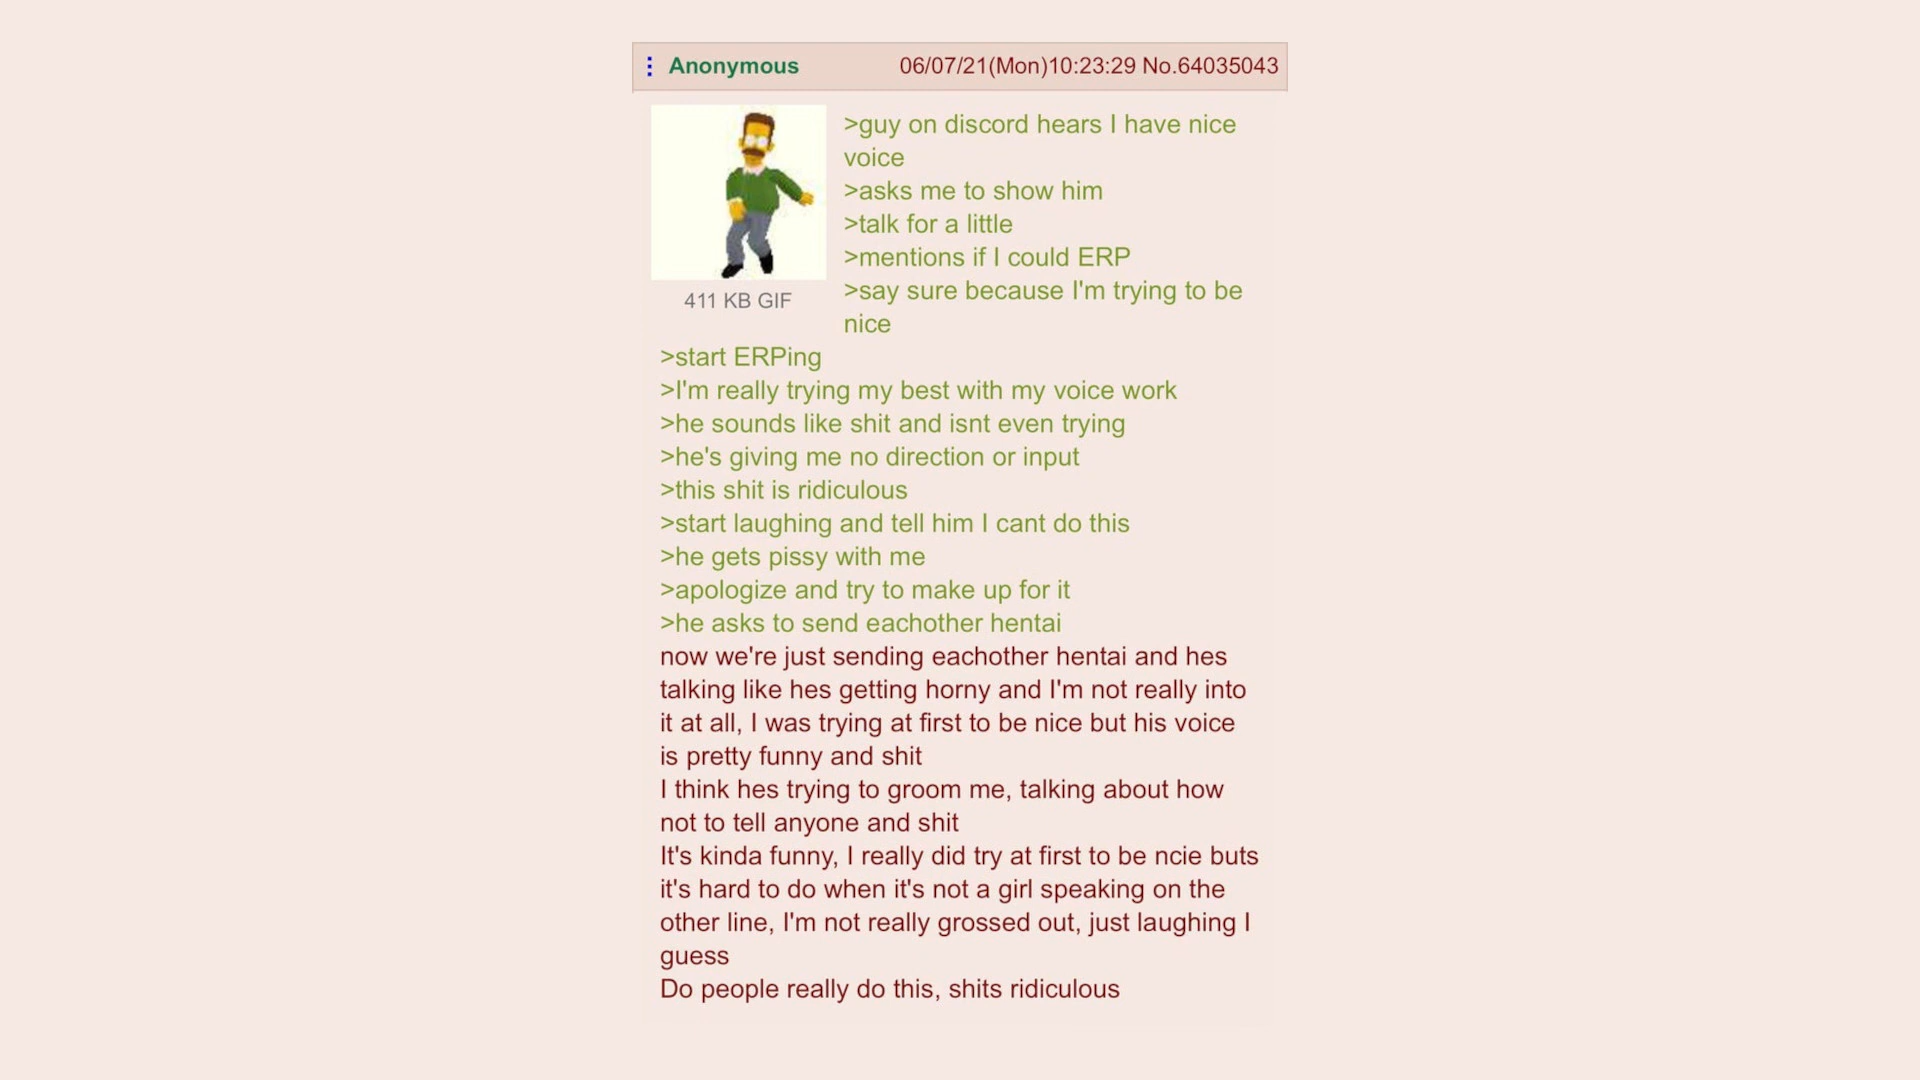 Anonymous 06/07/21(Mon)10:23:29 No.64035043
>guy on discord hears I have nice
voice
>asks me to show him
>talk for a little
>mentions if I could ERP
>say sure because I'm trying to be
nice
411 KB GIF
>start ERPing
>I'm really trying my best with my voice work
>he sounds like shit and isnt even trying
>he's giving me no direction or input
>this shit is ridiculous
>start laughing and tell him I cant do this
>he gets pissy with me
>apologize and try to make up for it
>he asks to send eachother hentai
now we're just sending eachother hentai and hes
talking like hes getting horny and I'm not really into
it at all, I was trying at first to be nice but his voice
is pretty funny and shit
I think hes trying to groom me, talking about how
not to tell anyone and shit
It's kinda funny, I really did try at first to be ncie buts
it's hard to do when it's not a girl speaking on the
other line, I'm not really grossed out, just laughing I
guess
Do people really do this, shits ridiculous